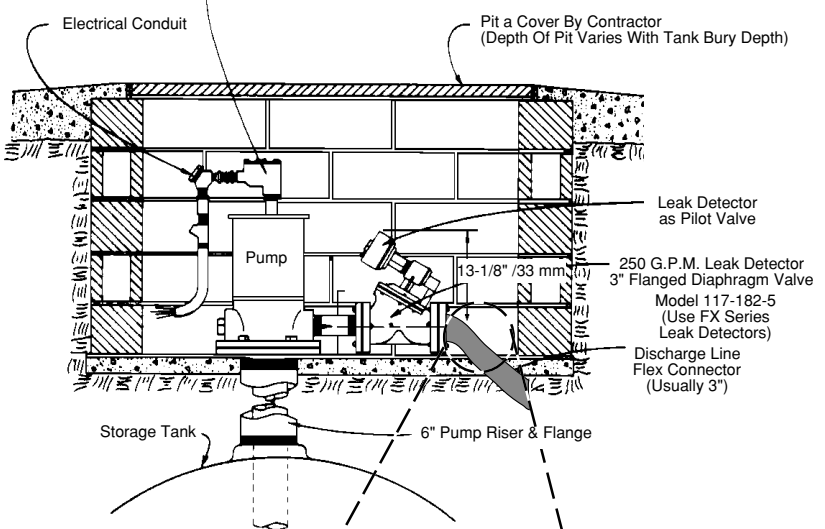 Electrical Conduit
Pit a Cover By Contractor
(Depth Of Pit Varies With Tank Bury Depth)
Leak Detector
as Pilot Valve
Pump
13-1/8" /33 mm
250 G.P.M. Leak Detector
3" Flanged Diaphragm Valve
Model 117-182-5
(Use FX Series
Leak Detectors)
Discharge Line
Flex Connector
(Usually 3")
Storage Tank
6" Pump Riser & Flange